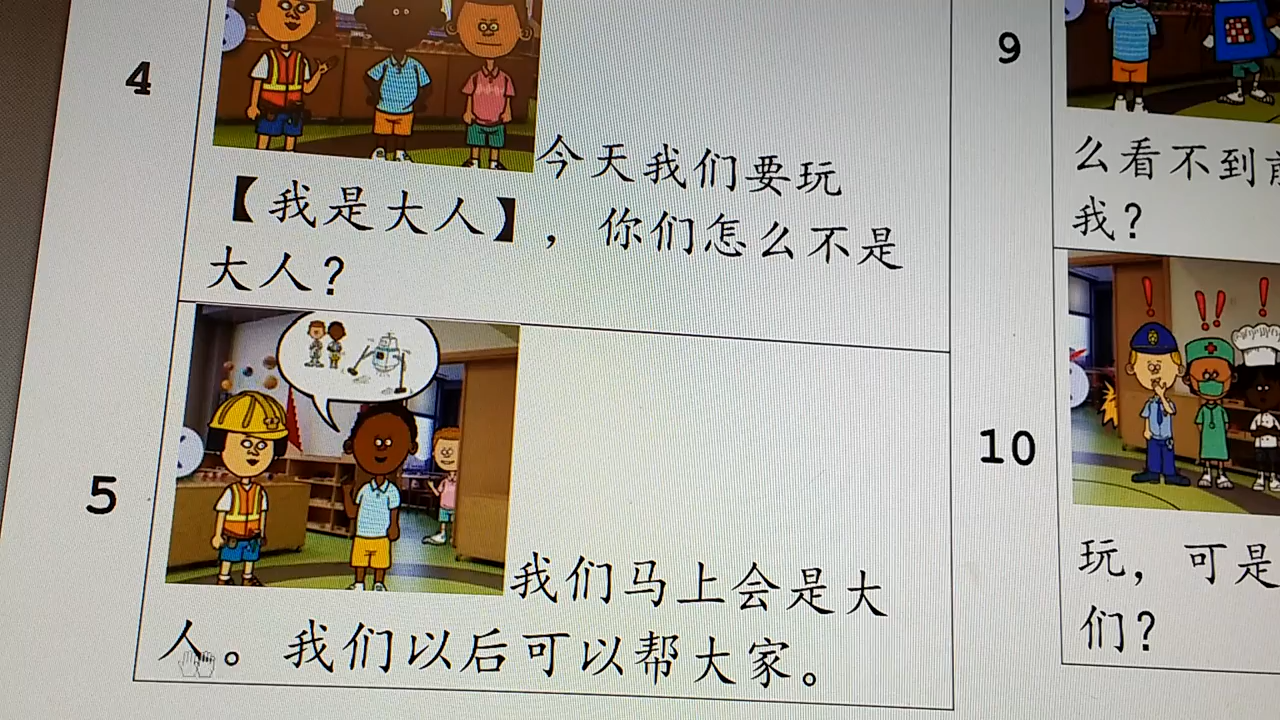 4
今天我们要玩
【我是大人】，你们怎么不是
大人？
5
我们马上会是大
人。我们以后可以帮大家。
9
么看不到
我？
10
玩，可是
们？